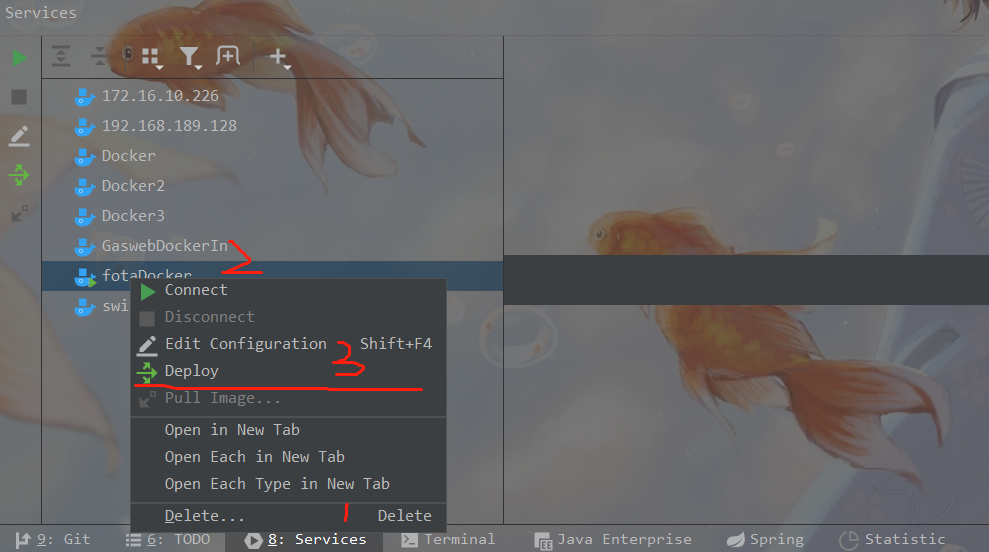 Services
172.16.10.226
192.168.189.128
Docker
Docker2
Docker3
GaswebDockerIn
2
fotaDocker
Connect
swi
Disconnect
Edit Configuration Shift+F4
3
Deploy
Pull Image...
Open in New Tab
Open Each in New Tab
Open Each Type in New Tab
1
Delete... Delete
9: Git 6: TODO 8: Services Terminal Java Enterprise Spring Statistic